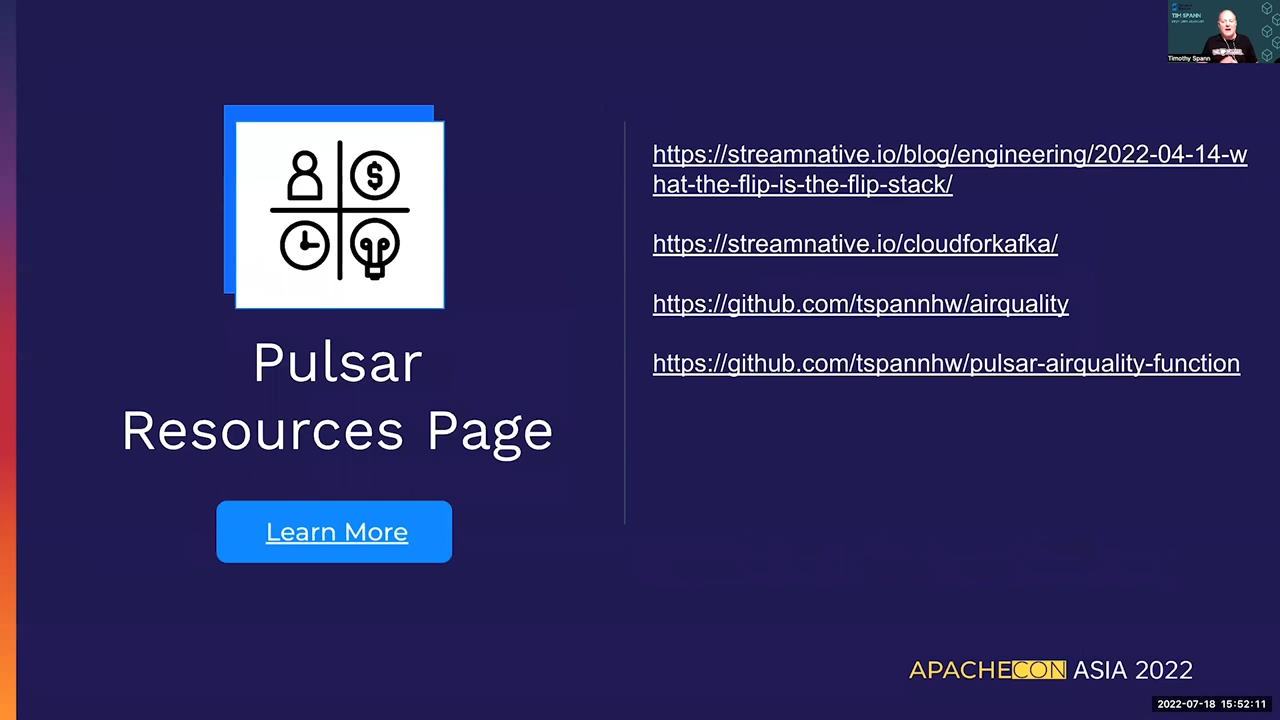 TIM SPANN
Timothy Spann
$
https://streamnative.io/blog/engineering/2022-04-14-w
hat-the-flip-is-the-flip-stack/
https://streamnative.io/cloudforkafka/
https://github.com/tspannhw/airquality
https://github.com/tspannhw/pulsar-airquality-function
Pulsar
Resources Page
Learn More
APACHECON ASIA 2022
2022-07-18 15:52:11